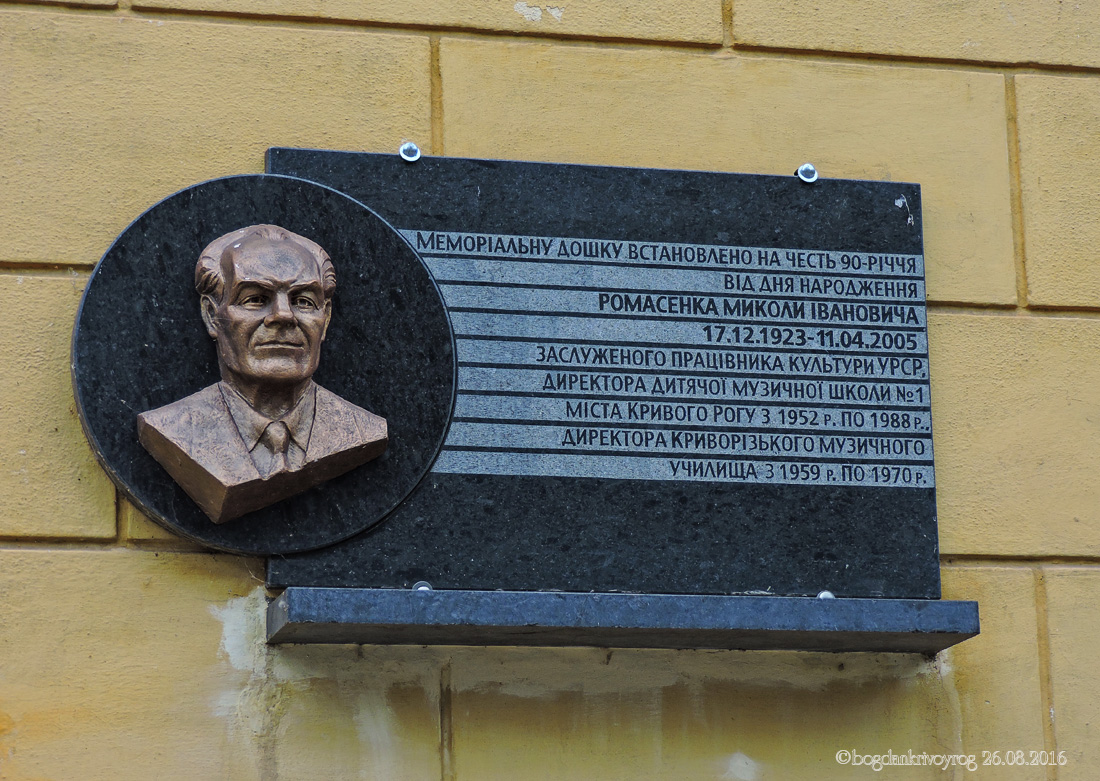 МЕМОРІАЛЬНУ ДОШКУ ВСТАНОВЛЕНО НА ЧЕСТЬ 90-РІЧЧЯ
ВІД ДНЯ НАРОДЖЕННЯ
РОМАСЕНКА МИКОЛИ ІВАНОВИЧА
17.12.1923-11.04.2005
ЗАСЛУЖЕНОГО ПРАЦІВНИКА КУЛЬТУРИ УРСР,
ДИРЕКТОРА ДИТЯЧОЇ МУЗИЧНОЇ ШКОЛИ №1
МІСТА КРИВОГО РОГУ З 1952 р. ПО 1988 р.,
ДИРЕКТОРА КРИВОРІЗЬКОГО МУЗИЧНОГО
УЧИЛИЩА З 1959 р. ПО 1970 р.
©bogdankrivoyrog 26.08.2016